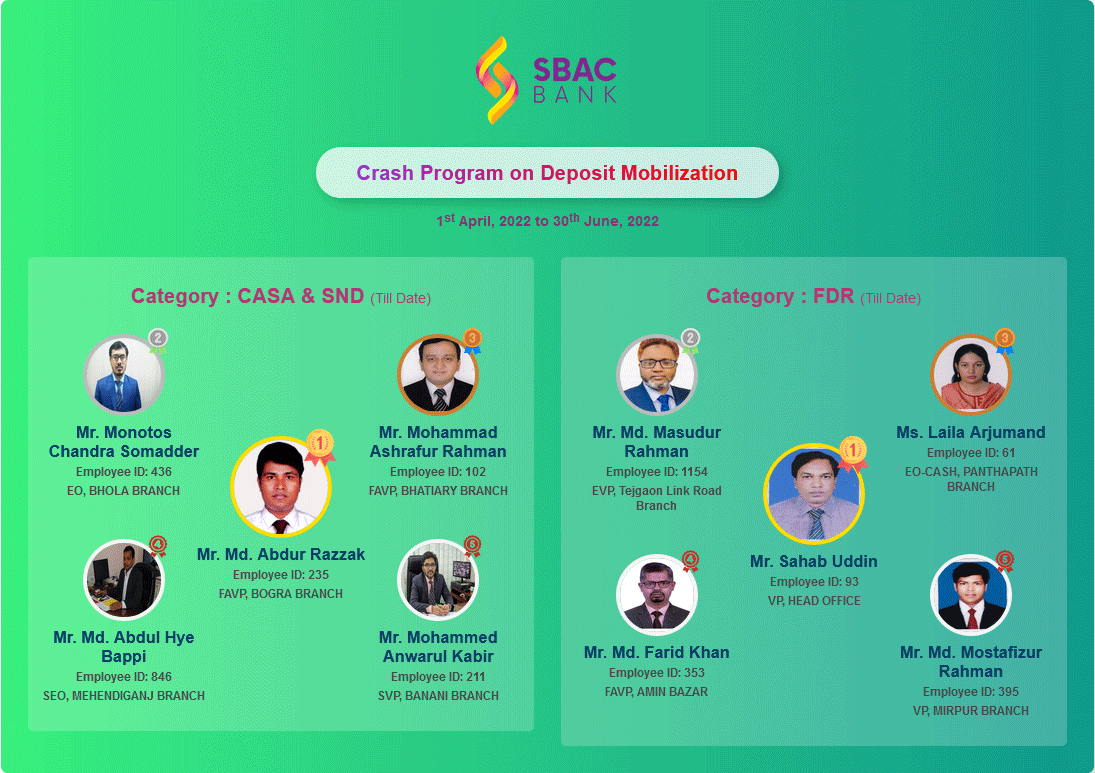 SBAC
BANK
Crash Program on Deposit Mobilization
1st April, 2022 to 30th June, 2022
Category : CASA & SND (Till Date)
2
Mr. Monotos
Chandra Somadder
Employee ID: 436
EO, BHOLA BRANCH
3
Mr. Mohammad
Ashrafur Rahman
Employee ID: 102
FAVP, BHATIARY BRANCH
1
Mr. Md. Abdur Razzak
Employee ID: 235
FAVP, BOGRA BRANCH
4
Mr. Md. Abdul Hye
Bappi
Employee ID: 846
SEO, MEHENDIGANJ BRANCH
5
Mr. Mohammed
Anwarul Kabir
Employee ID: 211
SVP, BANANI BRANCH
Category : FDR (Till Date)
2
Mr. Md. Masudur
Rahman
Employee ID: 1154
EVP, Tejgaon Link Road
Branch
3
Ms. Laila Arjumand
Employee ID: 61
EO-CASH, PANTHAPATH
BRANCH
1
Mr. Sahab Uddin
Employee ID: 93
VP, HEAD OFFICE
4
Mr. Md. Farid Khan
Employee ID: 353
FAVP, AMIN BAZAR
5
Mr. Md. Mostafizur
Rahman
Employee ID: 395
VP, MIRPUR BRANCH